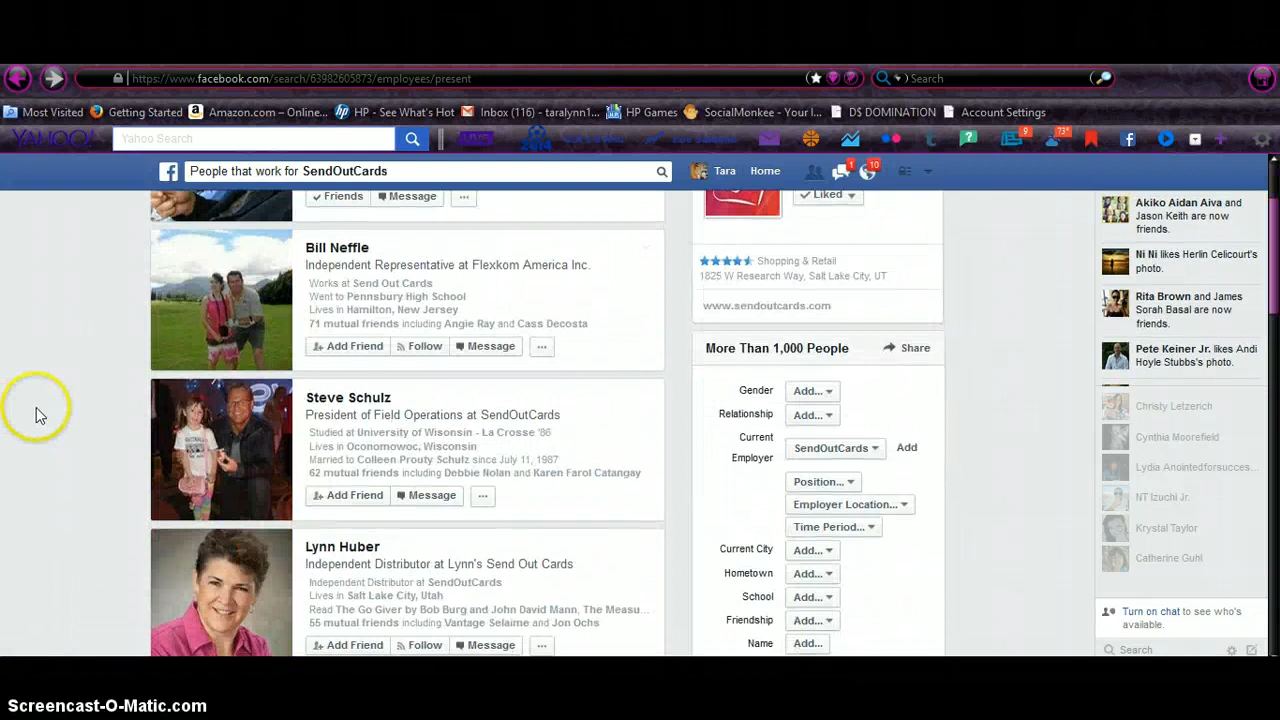 https://www.facebook.com/search/63982605873/employees/present
Search
Most Visited
Getting Started
Amazon.com – Online...
HP - See What's Hot
Inbox (116) - taralynn1...
HP Games
SocialMonkee - Your l...
D$ DOMINATION
Account Settings
YAHOO!
Yahoo Search
2014
9
73°
People that work for SendOutCards
Tara
Home
1
10
Friends
Message
...
Liked
Bill Neffle
Independent Representative at Flexkom America Inc.
Works at Send Out Cards
Went to Pennsbury High School
Lives in Hamilton, New Jersey
71 mutual friends including Angie Ray and Cass Decosta
Add Friend
Follow
Message
...
Steve Schulz
President of Field Operations at SendOutCards
Studied at University of Wisonsin - La Crosse '86
Lives in Oconomowoc, Wisconsin
Married to Colleen Prouty Schulz since July 11, 1987
62 mutual friends including Debbie Nolan and Karen Farol Catangay
Add Friend
Message
...
Lynn Huber
Independent Distributor at Lynn's Send Out Cards
Independent Distributor at SendOutCards
Lives in Salt Lake City, Utah
Read The Go Giver by Bob Burg and John David Mann, The Measu...
55 mutual friends including Vantage Selaime and Jon Ochs
Add Friend
Follow
Message
...
Shopping & Retail
1825 W Research Way, Salt Lake City, UT
www.sendoutcards.com
More Than 1,000 People
Share
Gender
Add...
Relationship
Add...
Current
Employer
SendOutCards
Add
Position...
Employer Location...
Time Period...
Current City
Add...
Hometown
Add...
School
Add...
Friendship
Add...
Name
Add...
Akiko Aidan Aiva and
Jason Keith are now
friends.
Ni Ni likes Herlin Celicourt's
photo.
Rita Brown and James
Sorah Basal are now
friends.
Pete Keiner Jr. likes Andi
Hoyle Stubbs's photo.
Christy Letzerich
Cynthia Moorefield
Lydia Anointedforsucces...
NT Izuchi Jr.
Krystal Taylor
Catherine Guhl
Turn on chat to see who's
available.
Search
Screencast-O-Matic.com